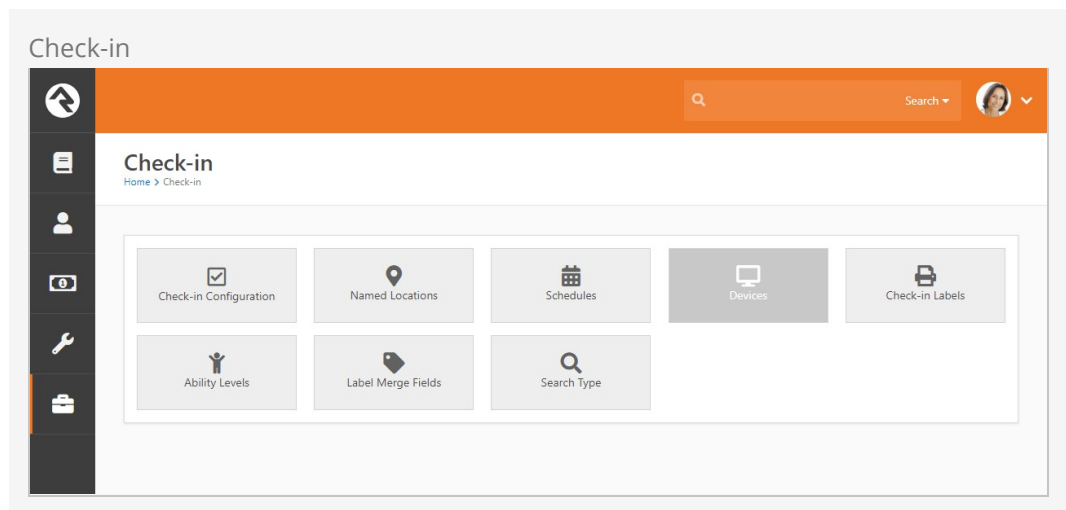 Check-in
Search
Check-in
Home > Check-in
Check-in Configuration
Named Locations
Schedules
Devices
Check-in Labels
Ability Levels
Label Merge Fields
Search Type